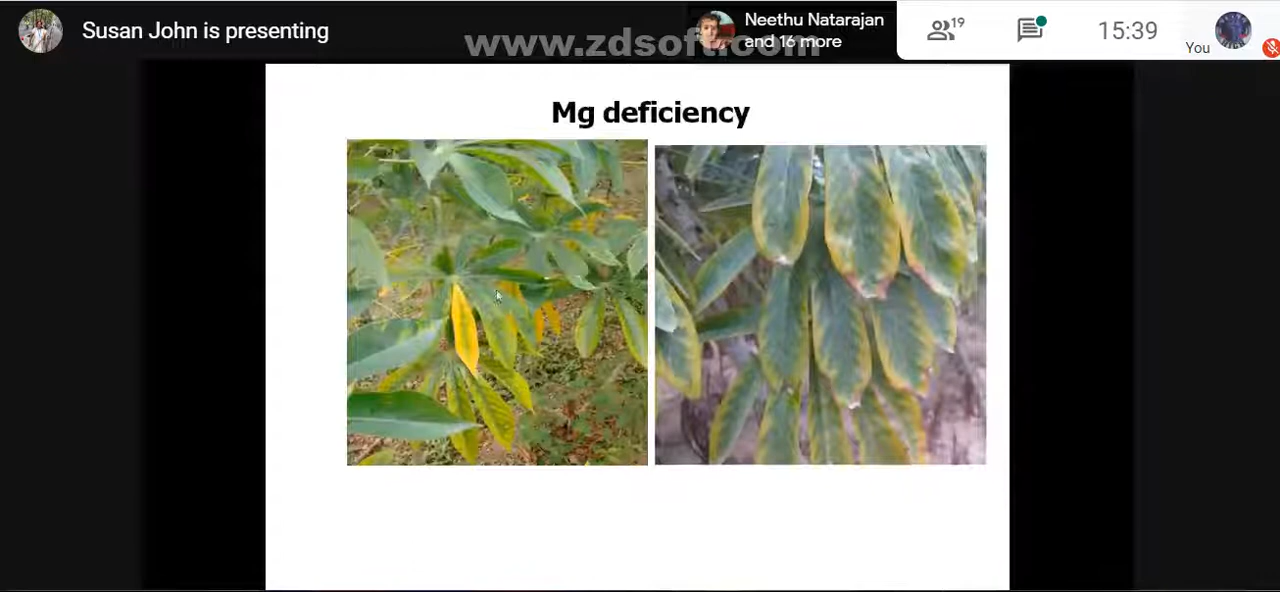 Susan John is presenting
www.zdsoft.com
Neethu Natarajan
and 16 more
19
15:39
You
Mg deficiency